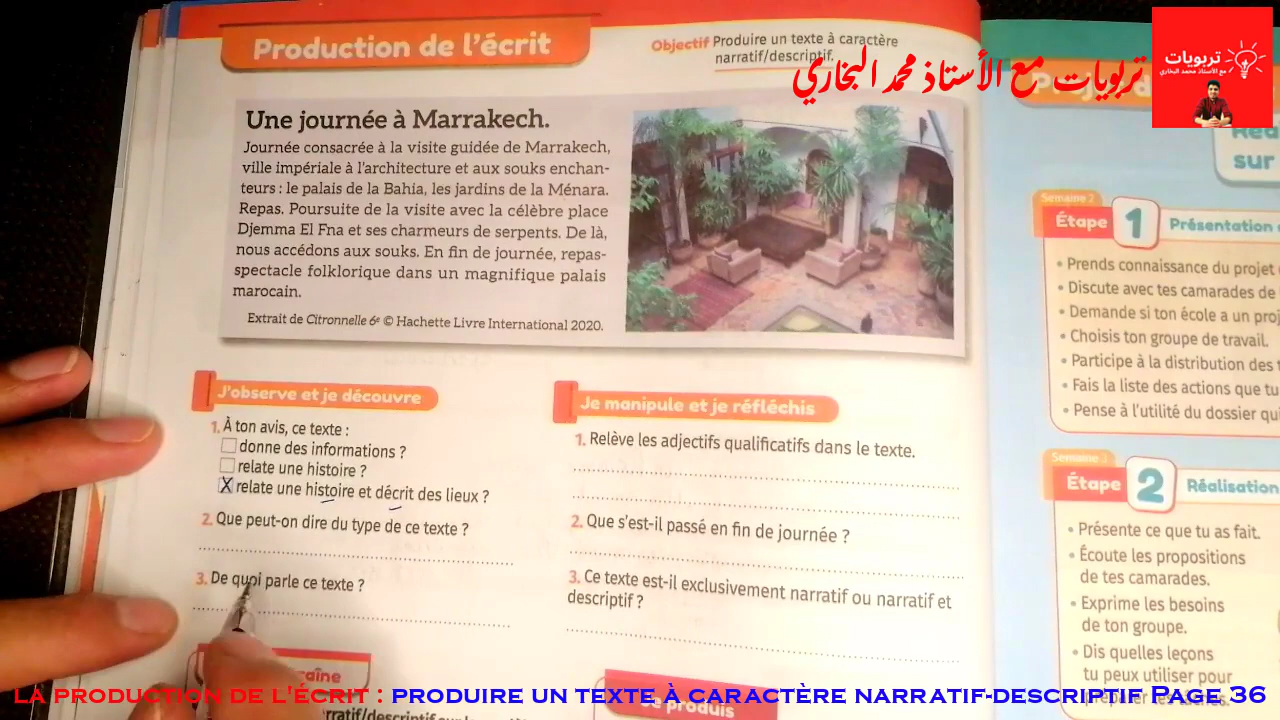 Production de l'écrit
Objectif Produire un texte à caractère
narratif/descriptif.
تربويات مع الأستاذ محمد البخاري
تربويات
مع الأستاذ محمد البخاري
Une journée à Marrakech.
Journée consacrée à la visite guidée de Marrakech,
ville impériale à l'architecture et aux souks enchan-
teurs : le palais de la Bahia, les jardins de la Ménara.
Repas. Poursuite de la visite avec la célèbre place
Djemma El Fna et ses charmeurs de serpents. De là,
nous accédons aux souks. En fin de journée, repas-
spectacle folklorique dans un magnifique palais
marocain.
Extrait de Citronnelle 6e © Hachette Livre International 2020.
J'observe et je découvre
1. À ton avis, ce texte :
donne des informations ?
relate une histoire ?
X relate une histoire et décrit des lieux ?
2. Que peut-on dire du type de ce texte ?
3. De quoi parle ce texte ?
Je manipule et je réfléchis
1. Relève les adjectifs qualificatifs dans le texte.
2. Que s'est-il passé en fin de journée ?
3. Ce texte est-il exclusivement narratif ou narratif et
descriptif ?
produis
sur
Semaine 2
Étape 1 Présentation
• Prends connaissance du projet
• Discute avec tes camarades de
• Demande si ton école a un
• Choisis ton groupe de travail.
• Participe à la distribution des
• Fais la liste des actions que tu
• Pense à l'utilité du dossier
Semaine 3
Étape 2 Réalisation
• Présente ce que tu as fait.
• Écoute les propositions
de tes camarades.
• Exprime les besoins
de ton groupe.
• Dis quelles leçons
tu peux utiliser pour
LA PRODUCTION DE L'ÉCRIT : PRODUIRE UN TEXTE À CARACTÈRE NARRATIF-DESCRIPTIF PAGE 36